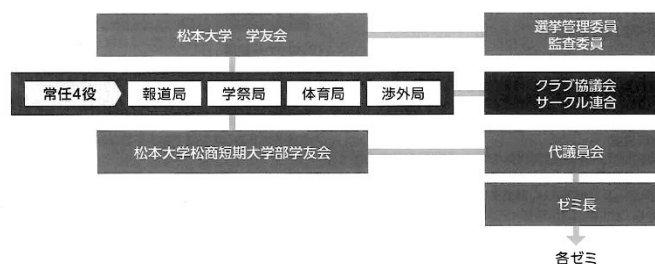 松本大学　学友会
選挙管理委員
監査委員
常任4役
報道局
学祭局
体育局
渉外局
クラブ協議会
サークル連合
松本大学松商短期大学部学友会
代議員会
ゼミ長
各ゼミ